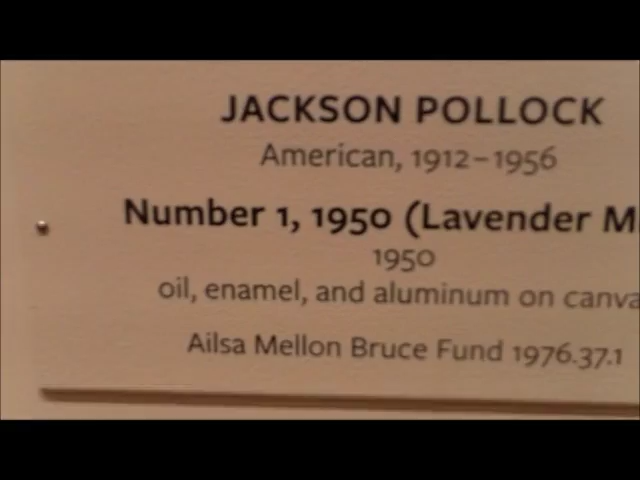 JACKSON POLLOCK
American, 1912–1956
Number 1, 1950 (Lavender M
1950
oil, enamel, and aluminum on canva
Ailsa Mellon Bruce Fund 1976.37.1